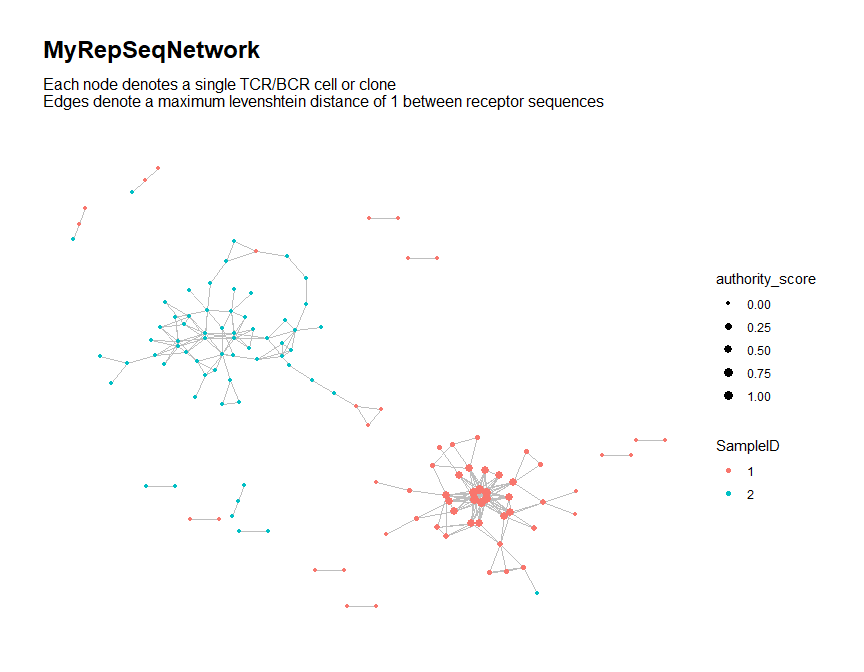 MyRepSeqNetwork
Each node denotes a single TCR/BCR cell or clone
Edges denote a maximum levenshtein distance of 1 between receptor sequences
authority_score
0.00
0.25
0.50
0.75
1.00
SampleID
1
2